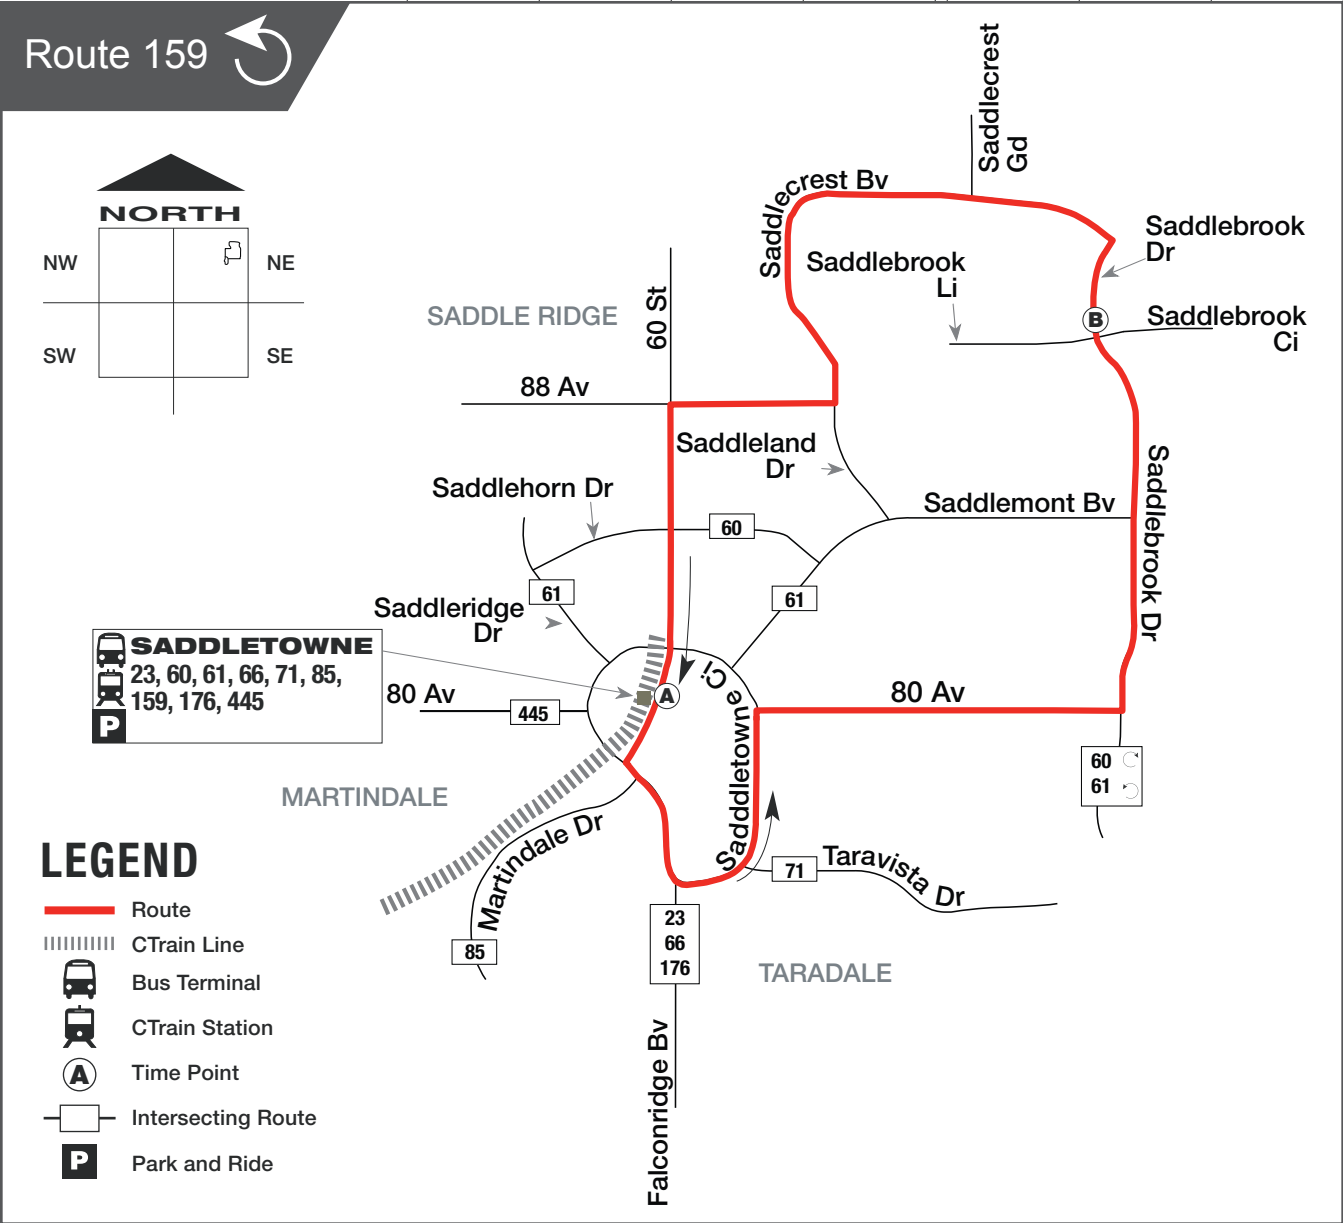 Route 159
NORTH
NW
NE
SW
SE
Saddlecrest
Gd
Saddlecrest Bv
Saddlebrook
Dr
Saddlebrook
Li
B
Saddlebrook
Ci
SADDLE RIDGE
60 St
88 Av
Saddleland
Dr
Saddlehorn Dr
60
Saddlemont Bv
Saddlebrook Dr
61
61
Saddleridge
Dr
SADDLETOWNE
23, 60, 61, 66, 71, 85,
159, 176, 445
P
80 Av
445
A
Sadddletowne Ci
80 Av
60
61
MARTINDALE
Martindale Dr
85
71
Taravista Dr
23
66
176
TARADALE
Falconridge Bv
LEGEND
Route
CTrain Line
Bus Terminal
CTrain Station
A
Time Point
Intersecting Route
P
Park and Ride